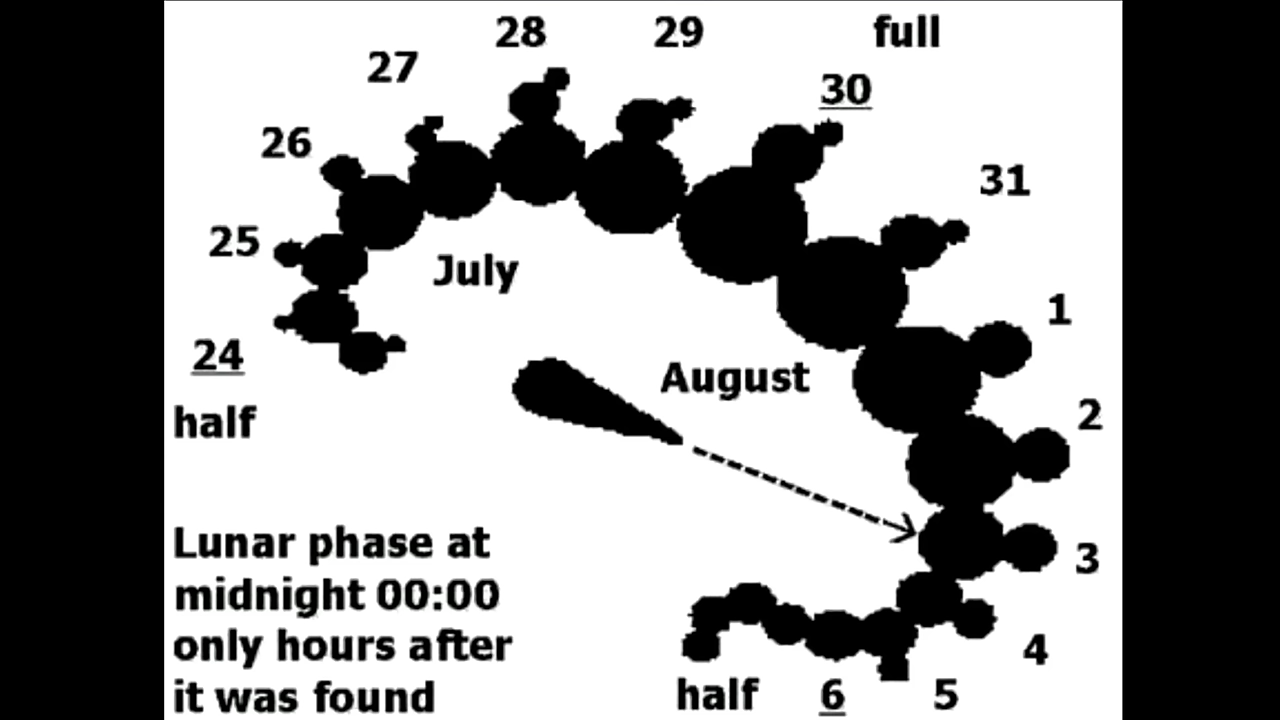 28
29
full
27
30
26
31
25
July
1
24
August
2
half
Lunar phase at
midnight 00:00
only hours after
it was found
3
4
half
6
5